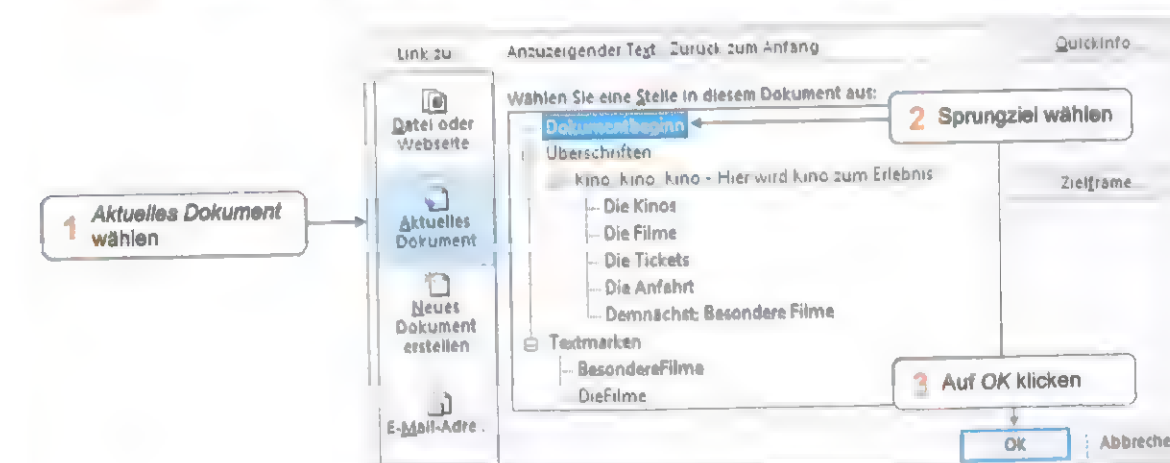 Link zu
Anzuzeigender Text Zurück zum Anfang
QuickInfo
Wählen Sie eine Stelle in diesem Dokument aus:
Datei oder
Webseite
Dokumentbeginn
2 Sprungziel wählen
Überschriften
kino, kino, kino - Hier wird kino zum Erlebnis
Zielframe
1 Aktuelles Dokument
wählen
Aktuelles
Dokument
Die Kinos
Die Filme
Die Tickets
Die Anfahrt
Demnächst: Besondere Filme
Neues
Dokument
erstellen
Textmarken
BesondereFilme
DieFilme
3 Auf OK klicken
E-Mail-Adre
OK
Abbreche